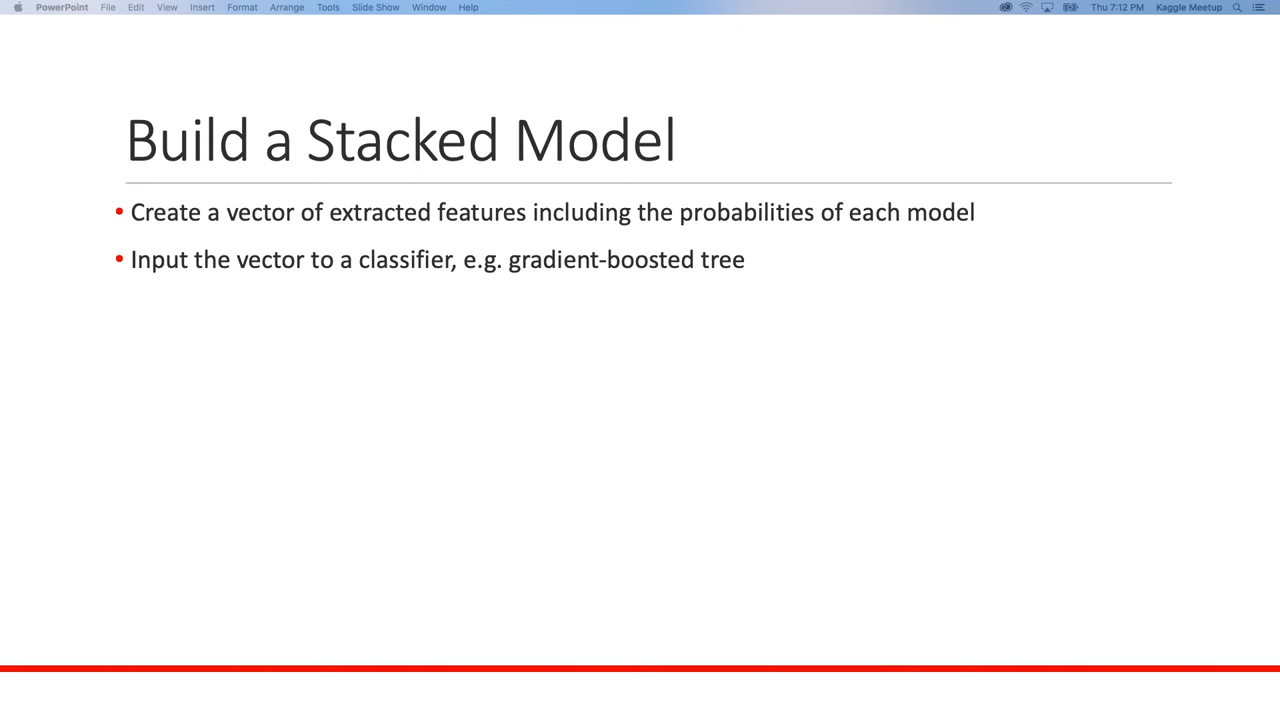 PowerPoint File Edit View Insert Format Arrange Tools Slide Show Window Help Thu 7:12 PM Kaggle Meetup
Build a Stacked Model
• Create a vector of extracted features including the probabilities of each model
• Input the vector to a classifier, e.g. gradient-boosted tree